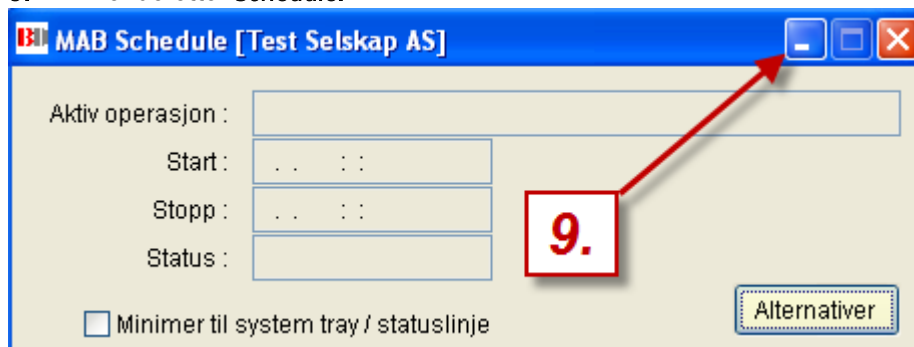 MAB Schedule [Test Selskap AS]
Aktiv operasjon :
Start : . . : :
Stopp : . . : :
9.
Status :
Minimer til system tray / statuslinje
Alternativer